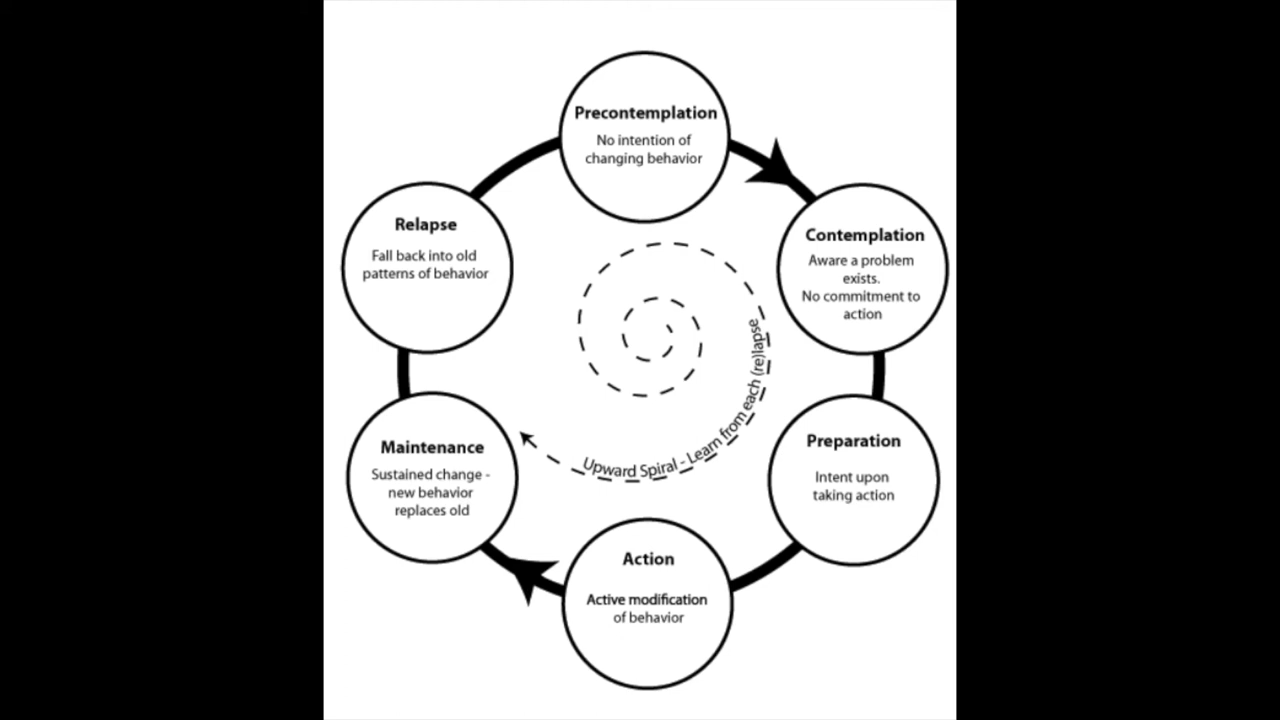 Precontemplation
No intention of
changing behavior
Contemplation
Aware a problem
exists.
No commitment to
action
Preparation
Intent upon
taking action
Action
Active modification
of behavior
Maintenance
Sustained change -
new behavior
replaces old
Relapse
Fall back into old
patterns of behavior
Upward Spiral - Learn from each (re)lapse